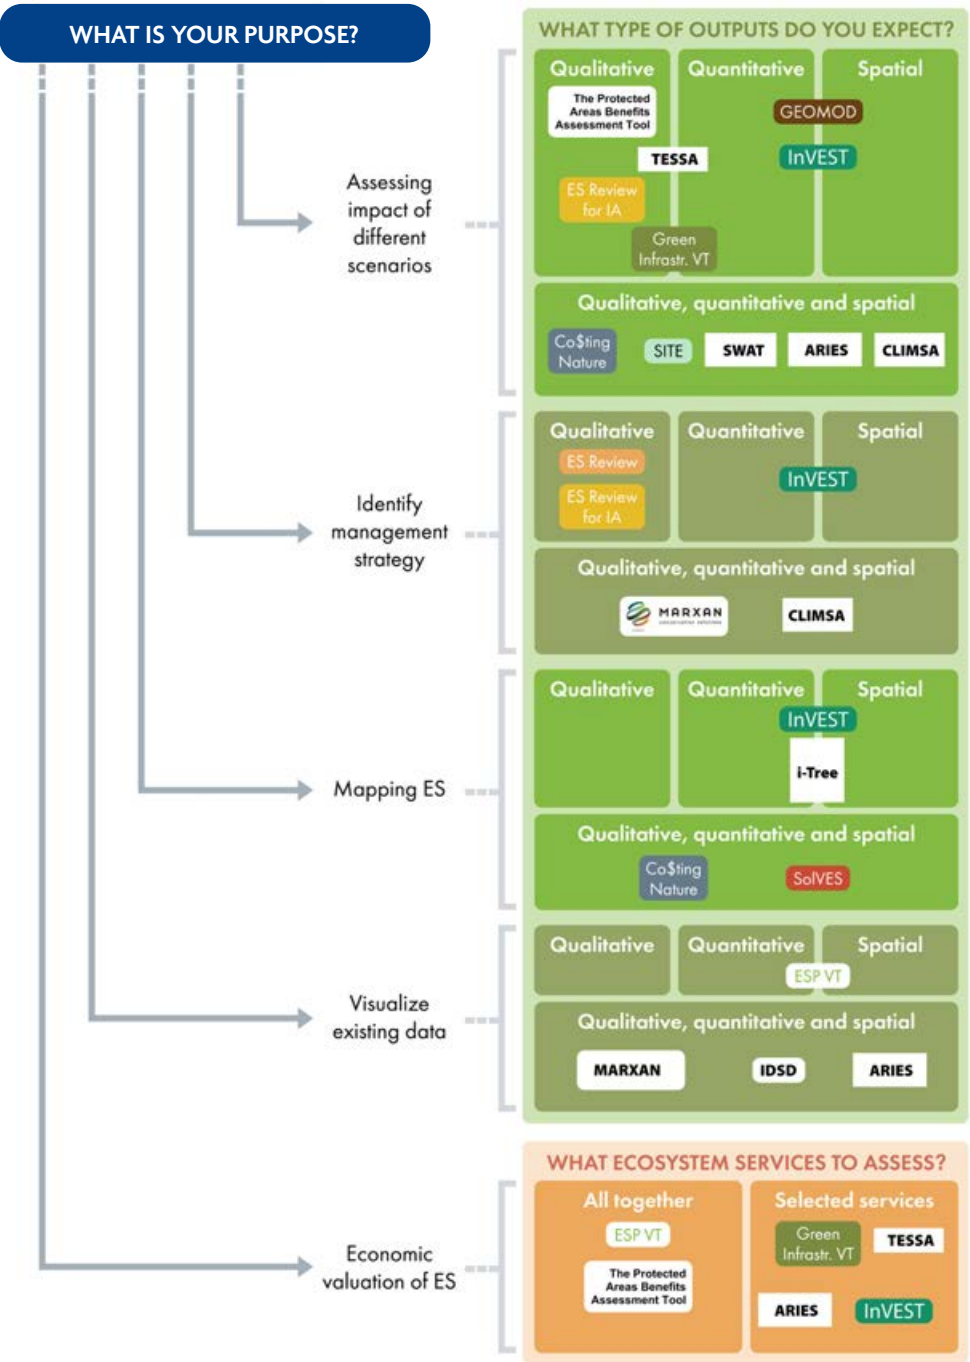 WHAT IS YOUR PURPOSE?
WHAT TYPE OF OUTPUTS DO YOU EXPECT?
Assessing
impact of
different
scenarios
Qualitative
Quantitative
Spatial
The Protected
Areas Benefits
Assessment Tool
GEOMOD
TESSA
InVEST
ES Review
for IA
Green
Infrastr. VT
Qualitative, quantitative and spatial
Co$ting
Nature
SITE
SWAT
ARIES
CLIMSA
Identify
management
strategy
Qualitative
Quantitative
Spatial
ES Review
InVEST
ES Review
for IA
Qualitative, quantitative and spatial
MARXAN
CLIMSA
Mapping ES
Qualitative
Quantitative
Spatial
InVEST
i-Tree
Qualitative, quantitative and spatial
Co$ting
Nature
SolVES
Visualize
existing data
Qualitative
Quantitative
Spatial
ESP VT
Qualitative, quantitative and spatial
MARXAN
IDSD
ARIES
WHAT ECOSYSTEM SERVICES TO ASSESS?
Economic
valuation of ES
All together
ESP VT
The Protected
Areas Benefits
Assessment Tool
Selected services
Green
Infrastr. VT
TESSA
ARIES
InVEST